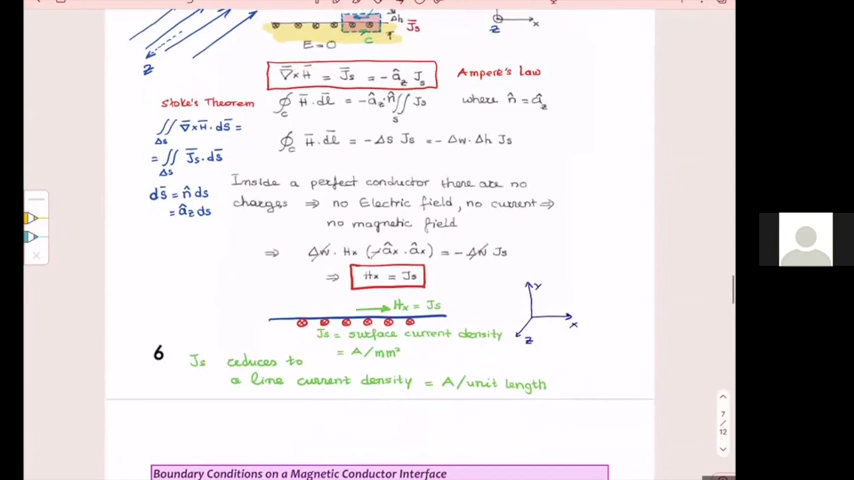 Δh
J̅s
E=0
C
x
Z
Z
∇̅×H̅ = J̅s = -âz Js
Ampere's Law
Stoke's Theorem
∮c H̅·dl̅ = -âz·n̂ ∬s Js where n̂=âz
∬Δs ∇̅×H̅·ds̅ =
∮c H̅·dl̅ = -Δs Js = -Δw·Δh Js
= ∬Δs J̅s·ds̅
ds̅ = n̂ds
= âz ds
Inside a perfect conductor there are no
charges ⇒ no Electric field, no current ⇒
no magnetic field
⇒ Δw·Hx (-âx·âx) = -Δw Js
⇒ Hx = Js
Y
x
Z
Hx = Js
Js = surface current density
= A/mm²
6
Js reduces to
a line current density = A/unit length
7
12
Boundary Conditions on a Magnetic Conductor Interface